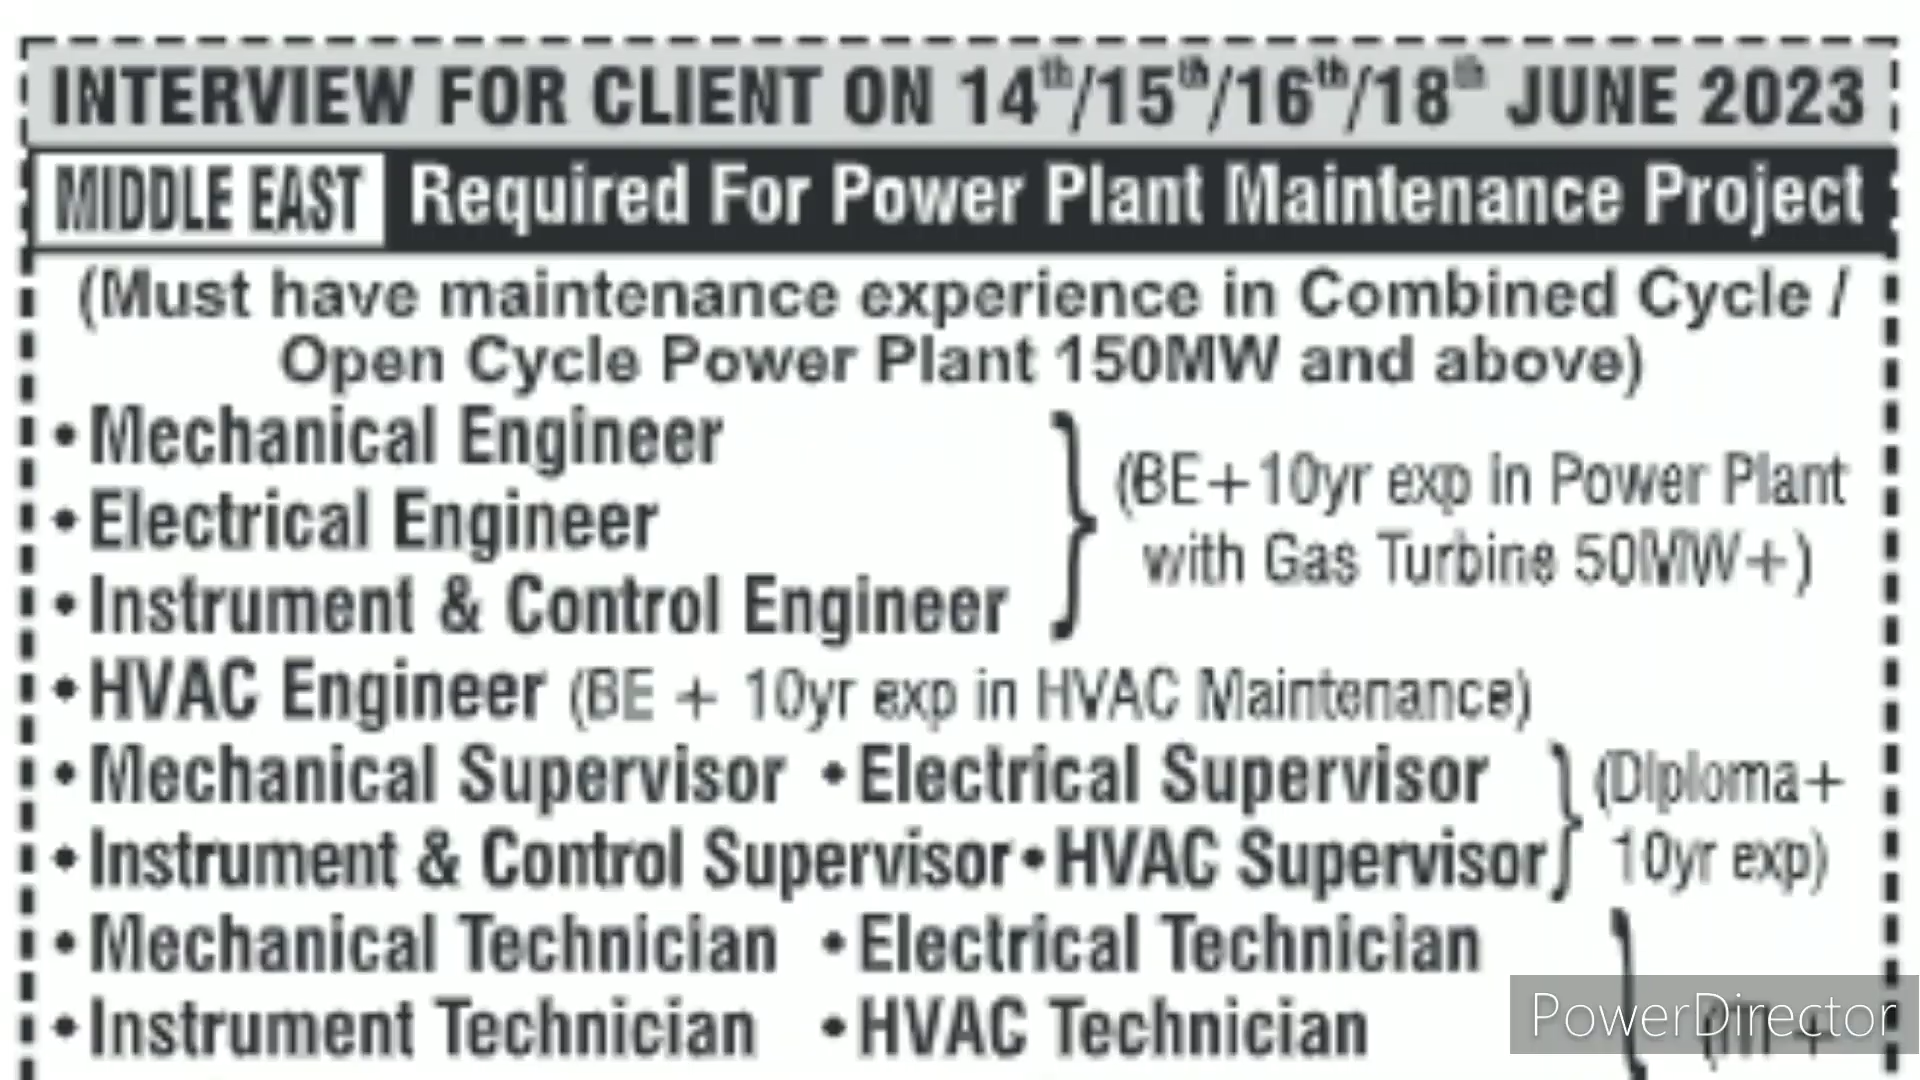 INTERVIEW FOR CLIENT ON 14th/15th/16th/18th JUNE 2023
MIDDLE EAST Required For Power Plant Maintenance Project
(Must have maintenance experience in Combined Cycle /
Open Cycle Power Plant 150MW and above)
• Mechanical Engineer
• Electrical Engineer
• Instrument & Control Engineer
(BE+10yr exp in Power Plant
with Gas Turbine 50MW+)
• HVAC Engineer (BE + 10yr exp in HVAC Maintenance)
• Mechanical Supervisor • Electrical Supervisor
• Instrument & Control Supervisor • HVAC Supervisor
(Diploma+
10yr exp)
• Mechanical Technician • Electrical Technician
• Instrument Technician • HVAC Technician
PowerDirector